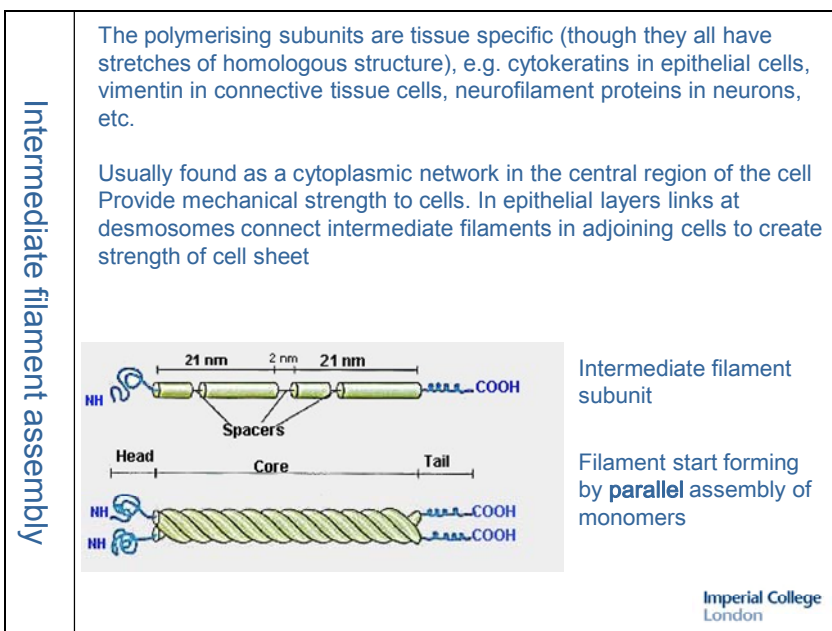 Intermediate filament assembly
The polymerising subunits are tissue specific (though they all have
stretches of homologous structure), e.g. cytokeratins in epithelial cells,
vimentin in connective tissue cells, neurofilament proteins in neurons,
etc.
Usually found as a cytoplasmic network in the central region of the cell
Provide mechanical strength to cells. In epithelial layers links at
desmosomes connect intermediate filaments in adjoining cells to create
strength of cell sheet
21 nm 2 nm 21 nm
NH COOH
Spacers
Head Core Tail
NH COOH
NH COOH
Intermediate filament
subunit
Filament start forming
by parallel assembly of
monomers
Imperial College
London